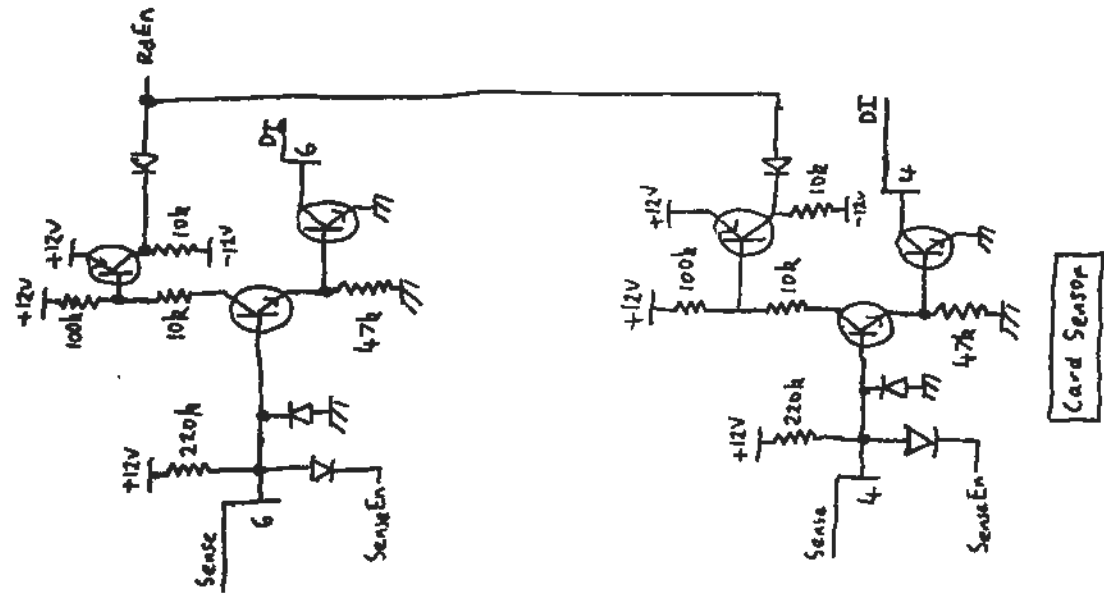 RdEn
+12V
+12V
100k
10k
10k
-12V
DI
6
47k
+12V
220k
Sense
6
SenseEn
+12V
+12V
100k
10k
10k
-12V
DI
4
47k
+12V
220k
Sense
4
SenseEn
Card Sensor